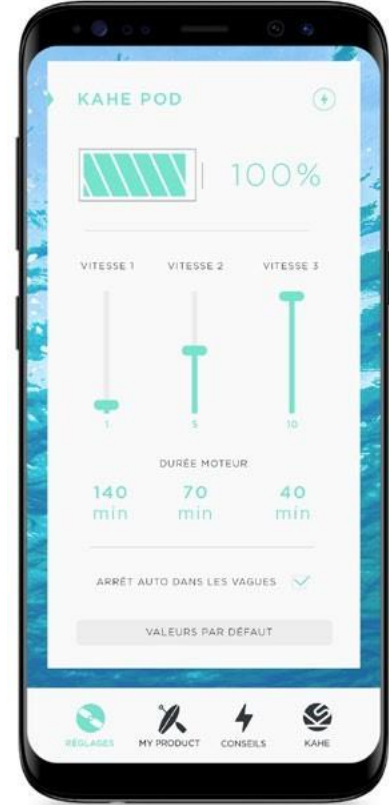 KAHE POD
100%
VITESSE 1 VITESSE 2 VITESSE 3
1 5 10
DURÉE MOTEUR
140 70 40
min min min
ARRÊT AUTO DANS LES VAGUES
VALEURS PAR DÉFAUT
RÉGLAGES MY PRODUCT CONSEILS KAHE